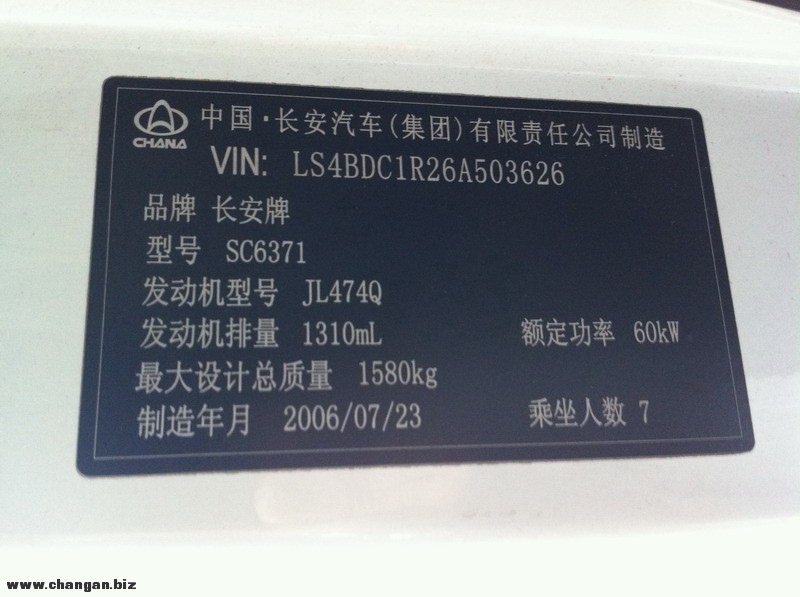 CHANA
中国·长安汽车(集团)有限责任公司制造
VIN: LS4BDC1R26A503626
品牌 长安牌
型号 SC6371
发动机型号 JL474Q
发动机排量 1310mL 额定功率 60kW
最大设计总质量 1580kg
制造年月 2006/07/23 乘坐人数 7
www.changan.biz